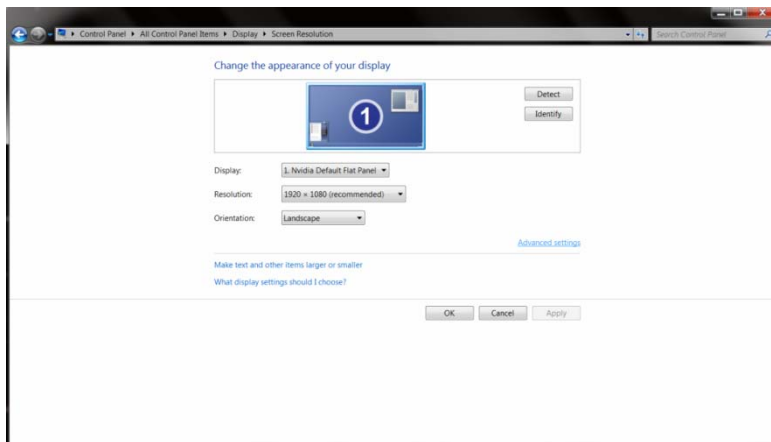 Control Panel ▸ All Control Panel Items ▸ Display ▸ Screen Resolution
Search Control Panel
Change the appearance of your display
1
Detect
Identify
Display: 1. Nvidia Default Flat Panel
Resolution: 1920 × 1080 (recommended)
Orientation: Landscape
Advanced settings
Make text and other items larger or smaller
What display settings should I choose?
OK Cancel Apply